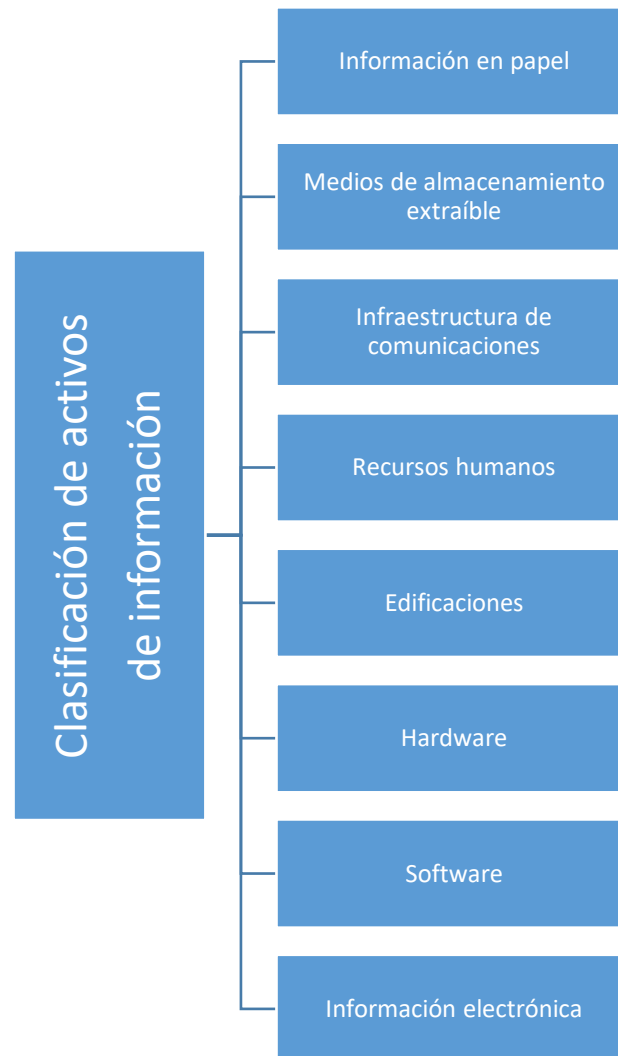 Clasificación de activos
de información
Información en papel
Medios de almacenamiento
extraíble
Infraestructura de
comunicaciones
Recursos humanos
Edificaciones
Hardware
Software
Información electrónica